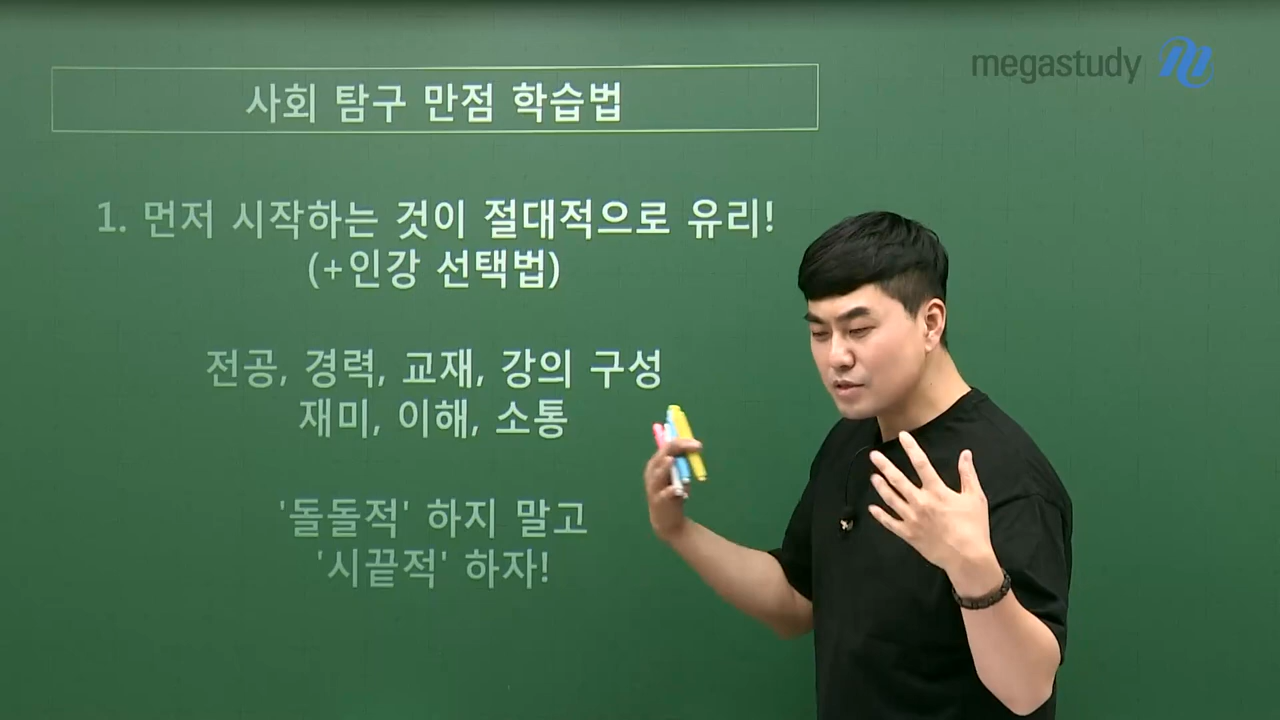 megastudy
사회 탐구 만점 학습법
1. 먼저 시작하는 것이 절대적으로 유리!
(+인강 선택법)
전공, 경력, 교재, 강의 구성
재미, 이해, 소통
'돌돌적' 하지 말고
'시끝적' 하자!